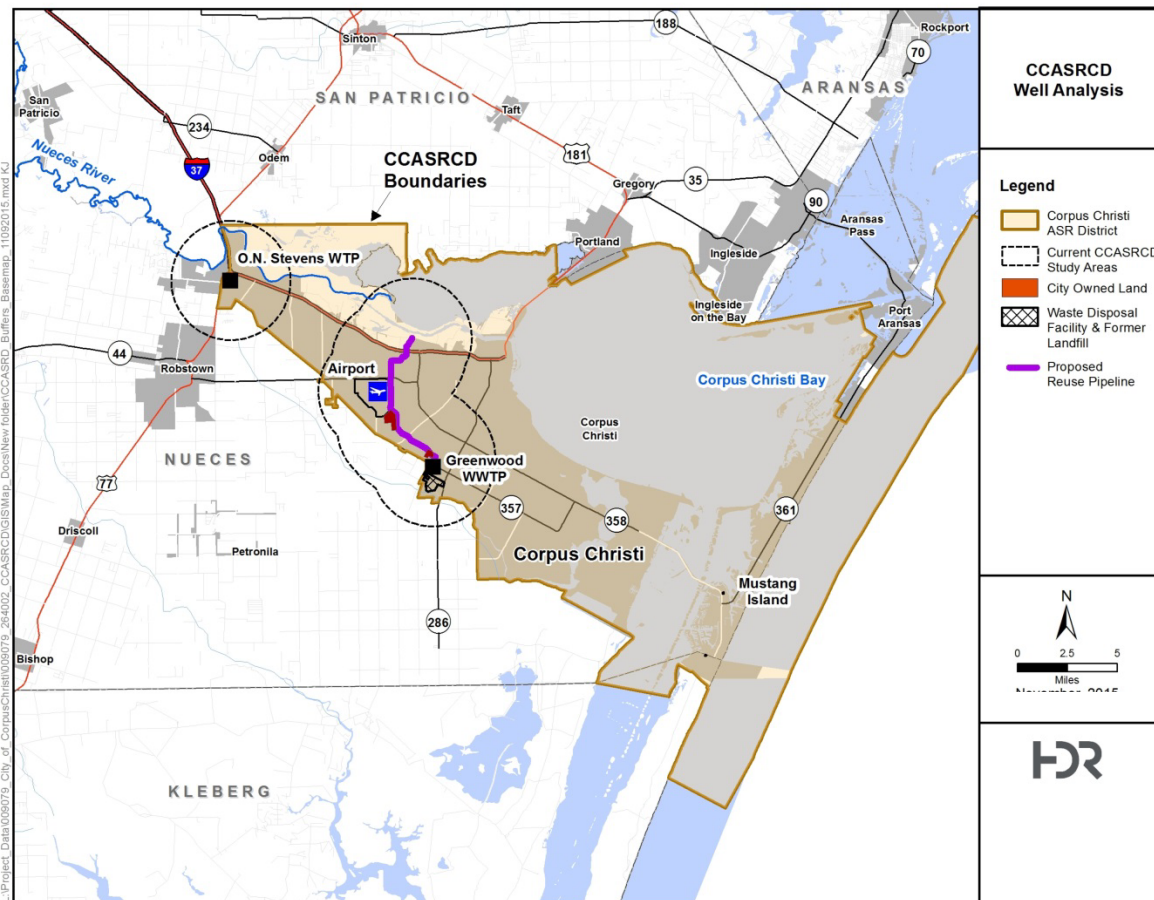 188
Rockport
70
Sinton
ARANSAS
San
Patricio
SAN PATRICIO
Taft
234
Odem
Nueces River
37
CCASRCD
Boundaries
181
Gregory
35
90
Aransas
Pass
Portland
Ingleside
O.N. Stevens WTP
Ingleside
on the Bay
Port
Aransas
44
Robstown
Airport
Corpus Christi Bay
Corpus
Christi
NUECES
Greenwood
WWTP
77
357
358
361
Driscoll
Petronila
Corpus Christi
Mustang
Island
286
Bishop
KLEBERG
CCASRCD
Well Analysis
Legend
Corpus Christi
ASR District
Current CCASRCD
Study Areas
City Owned Land
Waste Disposal
Facility & Former
Landfill
Proposed
Reuse Pipeline
N
0 2.5 5
Miles
November, 2015
HDR